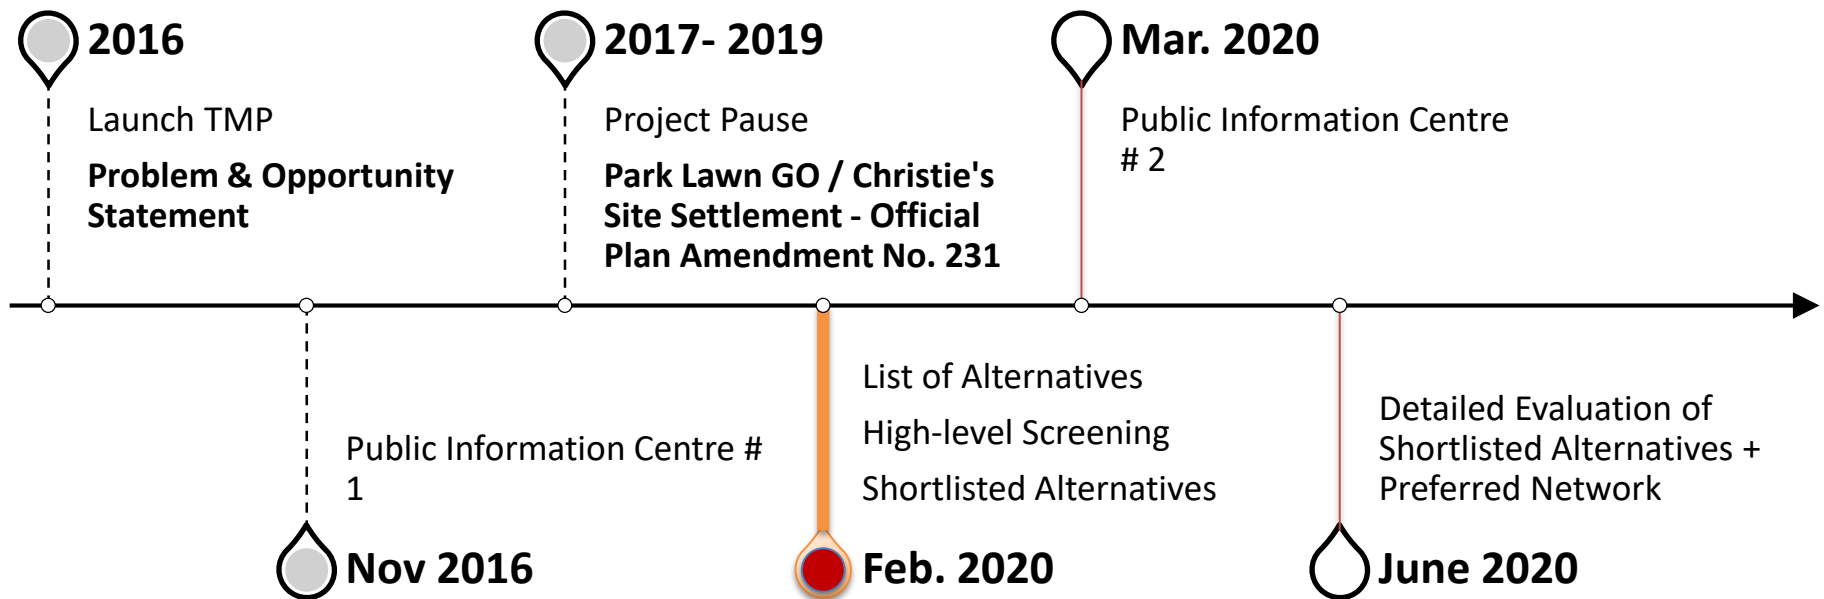 2016
Launch TMP
Problem & Opportunity
Statement
Public Information Centre #
1
Nov 2016
2017- 2019
Project Pause
Park Lawn GO / Christie's
Site Settlement - Official
Plan Amendment No. 231
List of Alternatives
High-level Screening
Shortlisted Alternatives
Feb. 2020
Mar. 2020
Public Information Centre
# 2
Detailed Evaluation of
Shortlisted Alternatives +
Preferred Network
June 2020